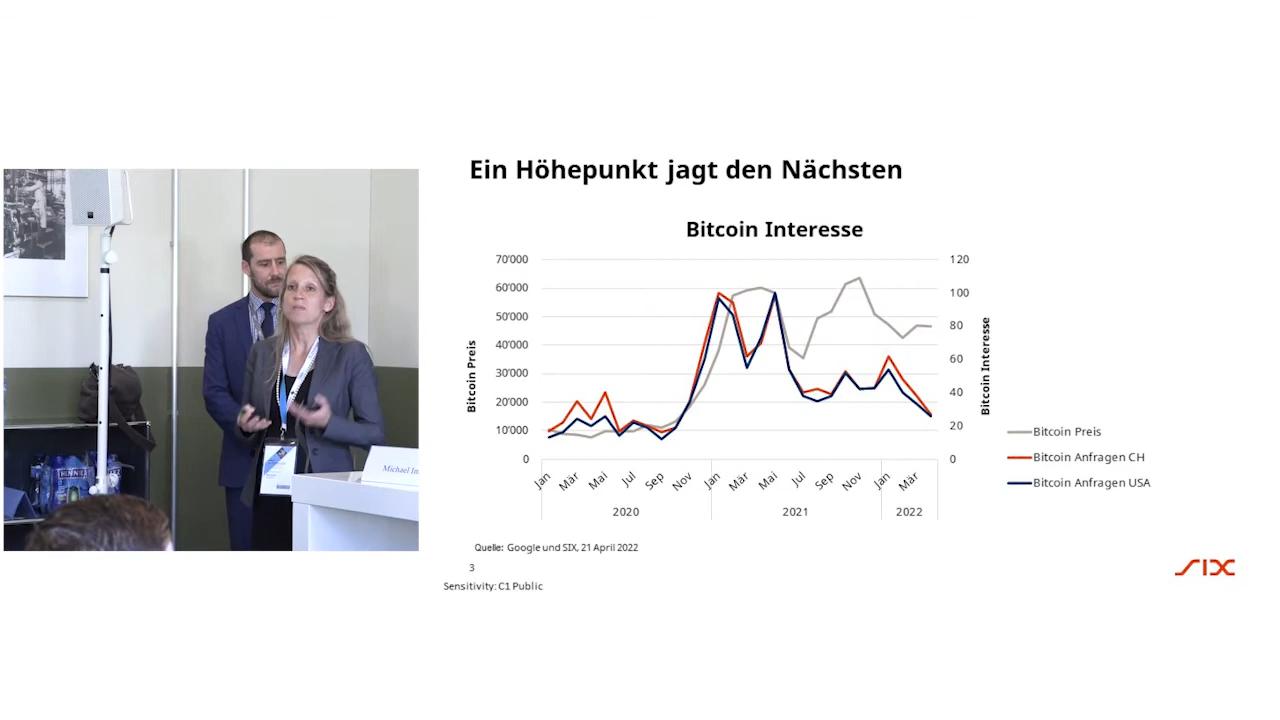 Ein Höhepunkt jagt den Nächsten
Bitcoin Interesse
70'000
60'000
50'000
40'000
30'000
20'000
10'000
0
Bitcoin Preis
120
100
80
60
40
20
0
Bitcoin Interesse
Jan
Mär
Mai
Jul
Sep
Nov
Jan
Mär
Mai
Jul
Sep
Nov
Jan
Mär
2020
2021
2022
Bitcoin Preis
Bitcoin Anfragen CH
Bitcoin Anfragen USA
Michael
Quelle: Google und SIX, 21 April 2022
3
Sensitivity: C1 Public
SIX